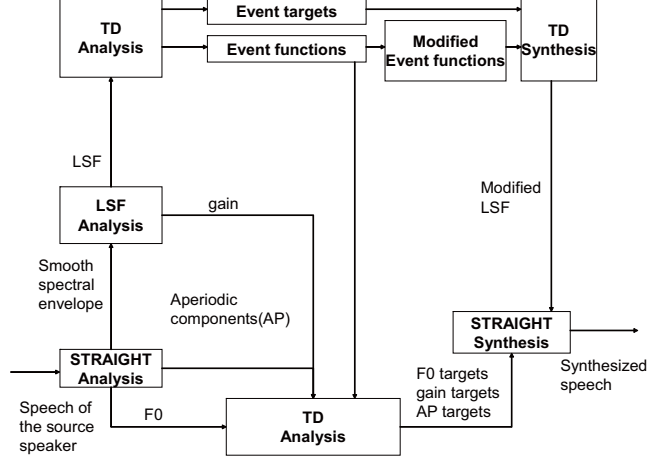 Event targets
TD
Analysis
Event functions
Modified
Event functions
TD
Synthesis
LSF
LSF
Analysis
gain
Modified
LSF
Smooth
spectral
envelope
Aperiodic
components(AP)
STRAIGHT
Analysis
STRAIGHT
Synthesis
Synthesized
speech
F0 targets
gain targets
AP targets
Speech of
the source
speaker
F0
TD
Analysis